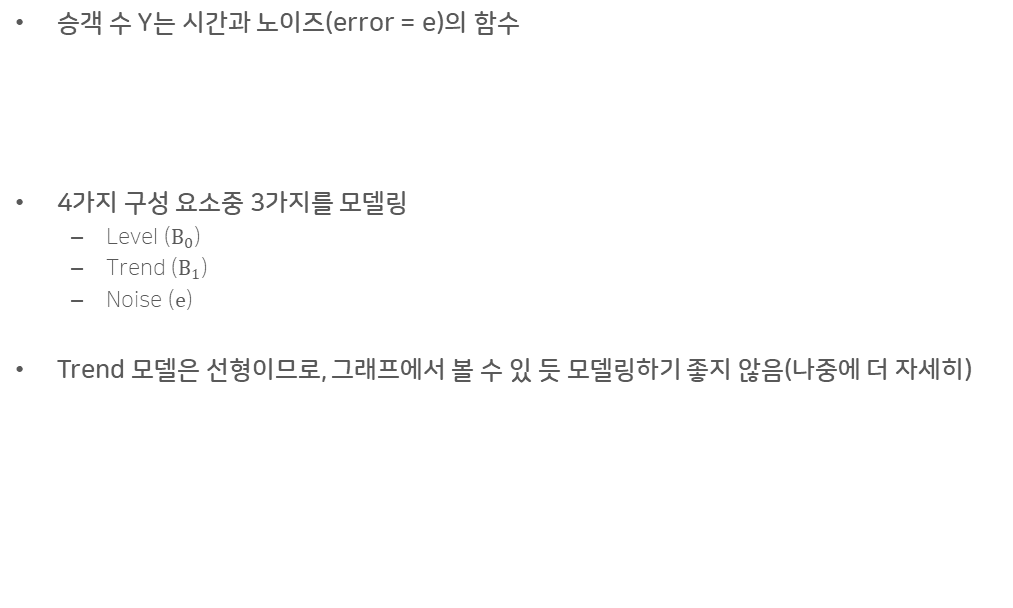 • 승객 수 Y는 시간과 노이즈(error = e)의 함수
• 4가지 구성 요소중 3가지를 모델링
– Level (B₀)
– Trend (B₁)
– Noise (e)
• Trend 모델은 선형이므로, 그래프에서 볼 수 있 듯 모델링하기 좋지 않음(나중에 더 자세히)